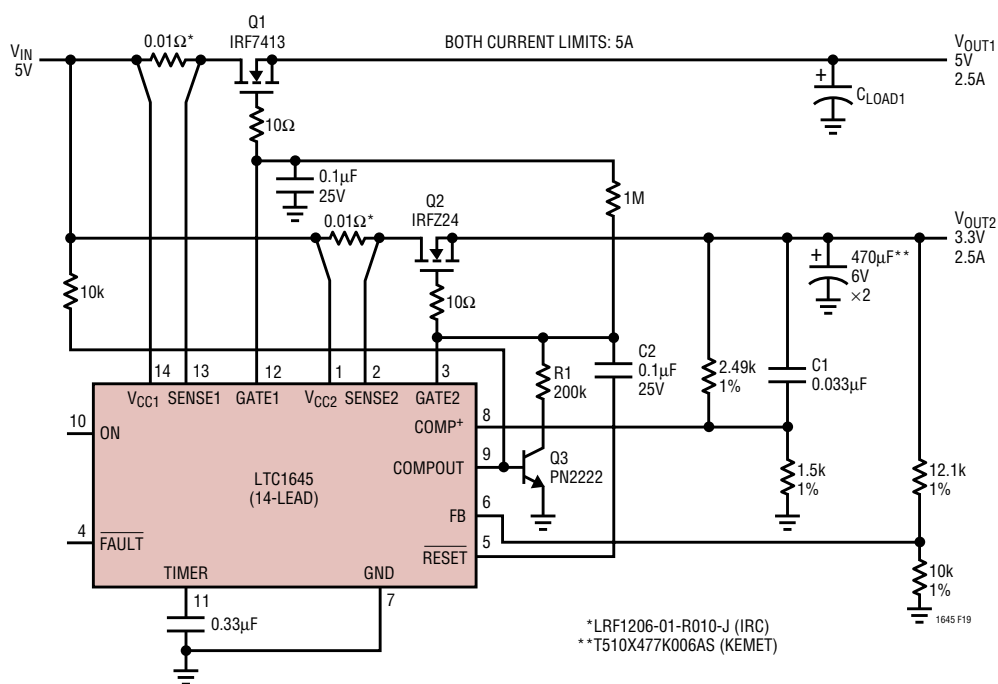 Q1
IRF7413
0.01Ω*
VIN
5V
BOTH CURRENT LIMITS: 5A
VOUT1
5V
2.5A
+
CLOAD1
10Ω
0.1µF
25V
1M
Q2
IRFZ24
0.01Ω*
VOUT2
3.3V
2.5A
+
470µF**
6V
×2
10k
10Ω
R1
200k
C2
0.1µF
25V
2.49k
1%
C1
0.033µF
14
13
12
1
2
3
VCC1
SENSE1
GATE1
VCC2
SENSE2
GATE2
10
ON
COMP+
8
COMPOUT
9
Q3
PN2222
1.5k
1%
12.1k
1%
LTC1645
(14-LEAD)
FB
6
4
FAULT
RESET
5
TIMER
GND
11
7
0.33µF
10k
1%
1645 F19
*LRF1206-01-R010-J (IRC)
**T510X477K006AS (KEMET)